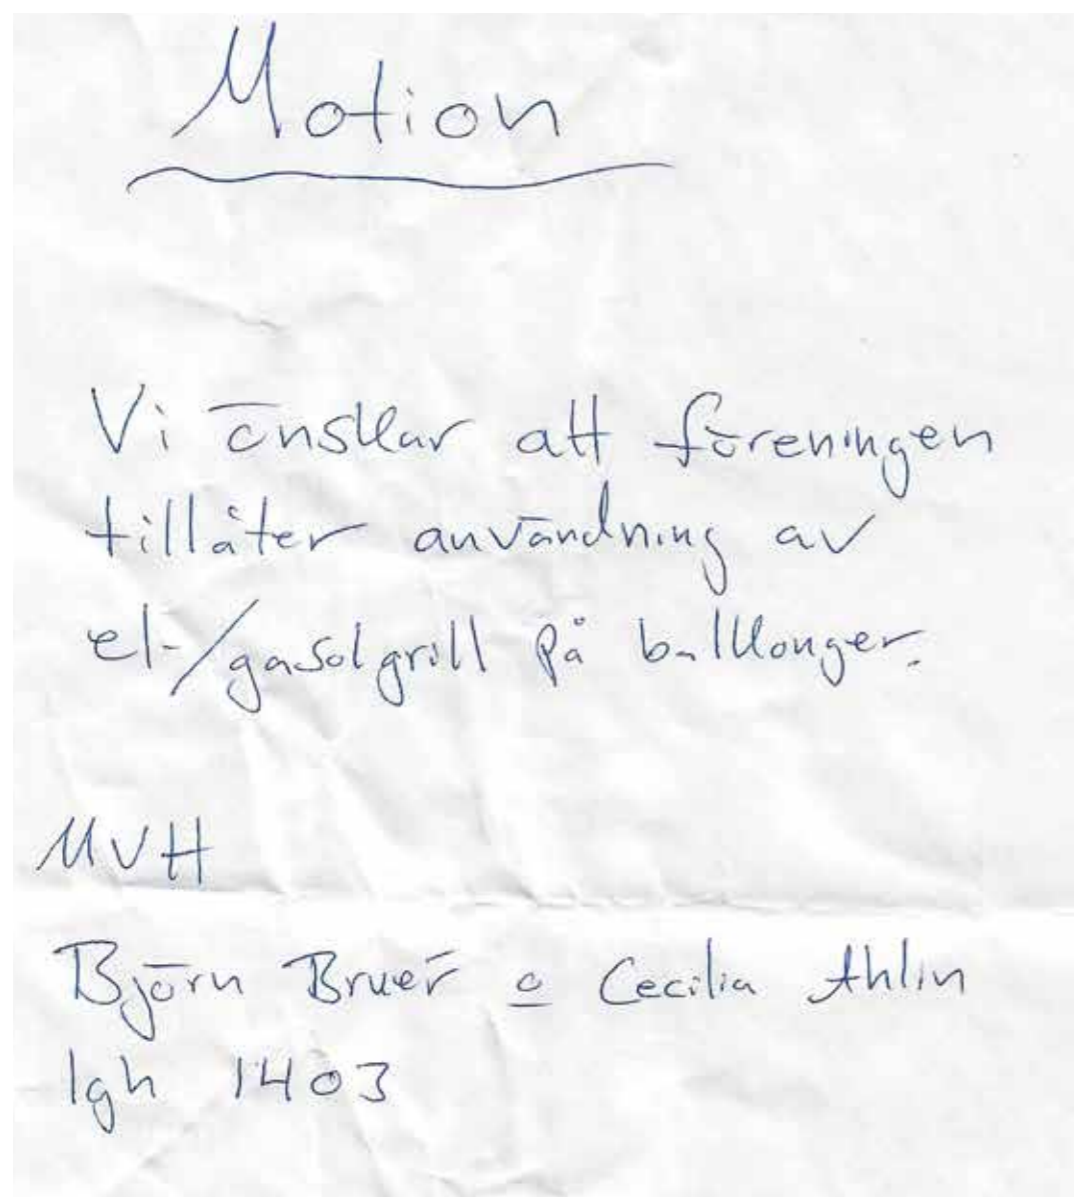 Motion
Vi önskar att föreningen
tillåter användning av
el-/gasolgrill på balkonger.
MVH
Björn Bruér o Cecilia Ahlin
lgh 1403